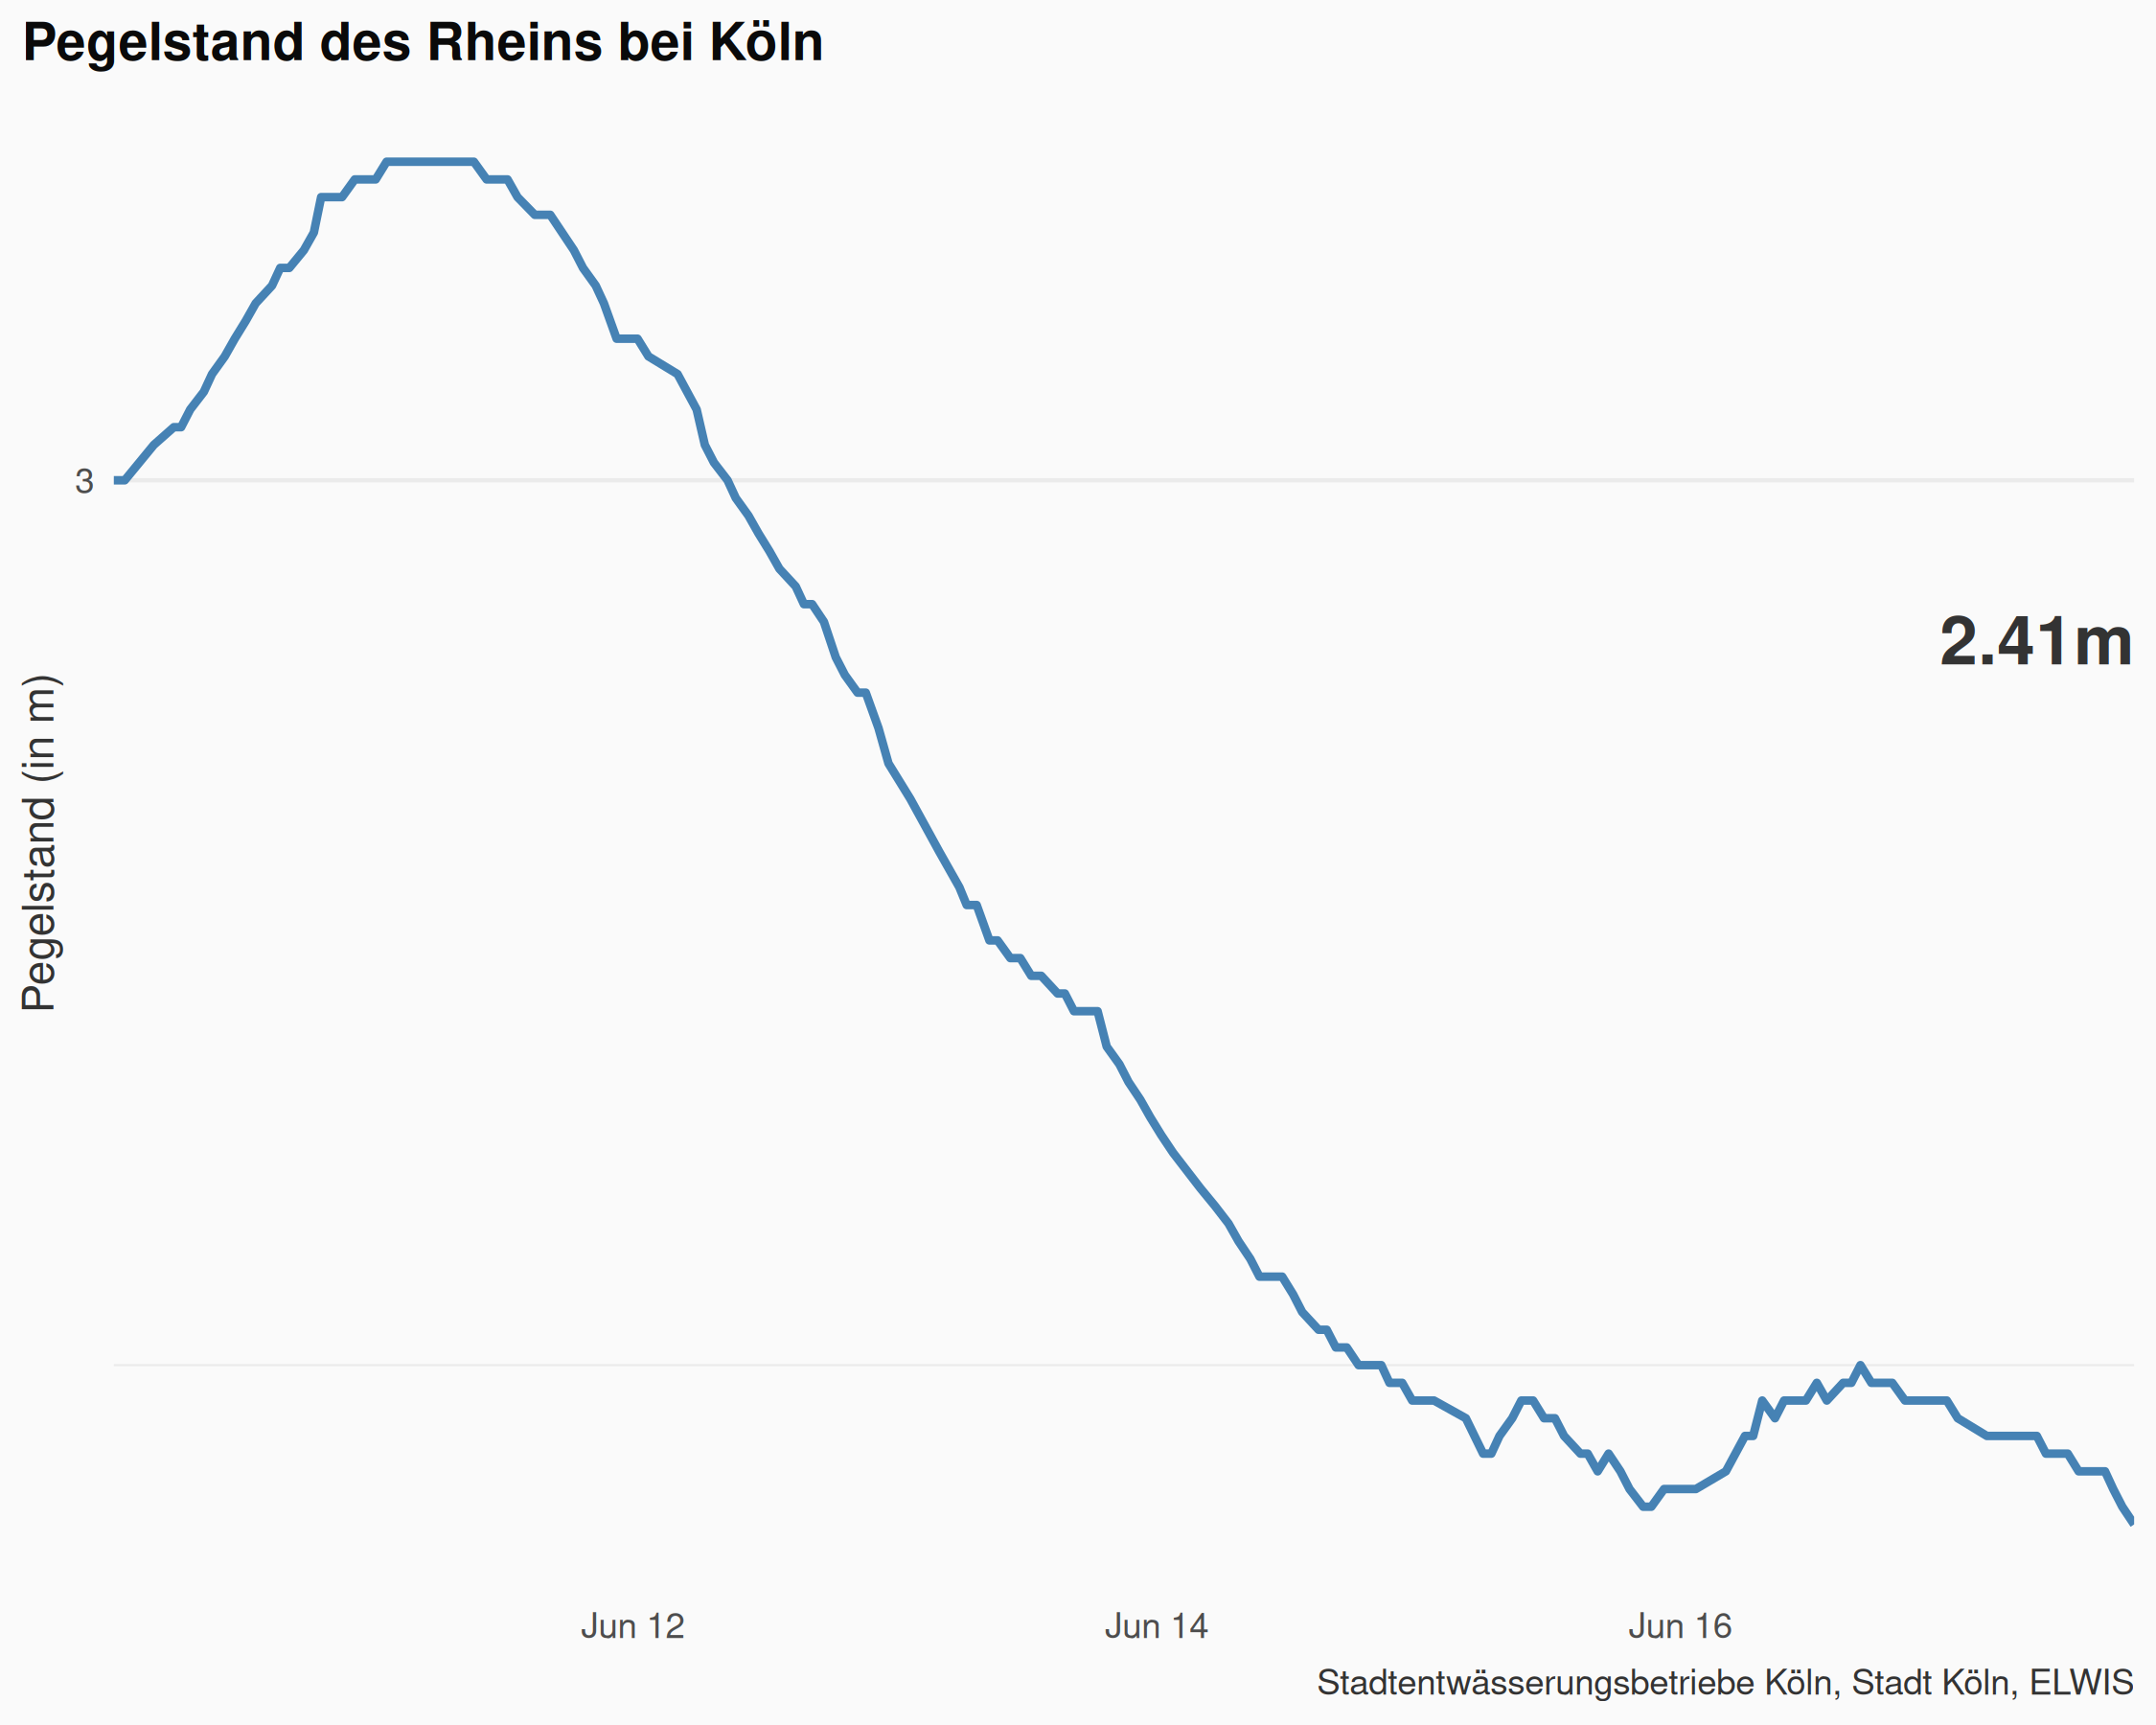 Pegelstand des Rheins bei Köln
Pegelstand (in m)
3
2.41m
Jun 12
Jun 14
Jun 16
Stadtentwässerungsbetriebe Köln, Stadt Köln, ELWIS